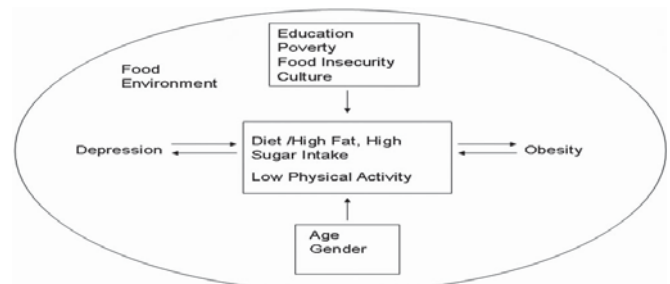 Education
Poverty
Food Insecurity
Culture
Food
Environment
Diet /High Fat, High
Sugar Intake
Low Physical Activity
Depression
Obesity
Age
Gender